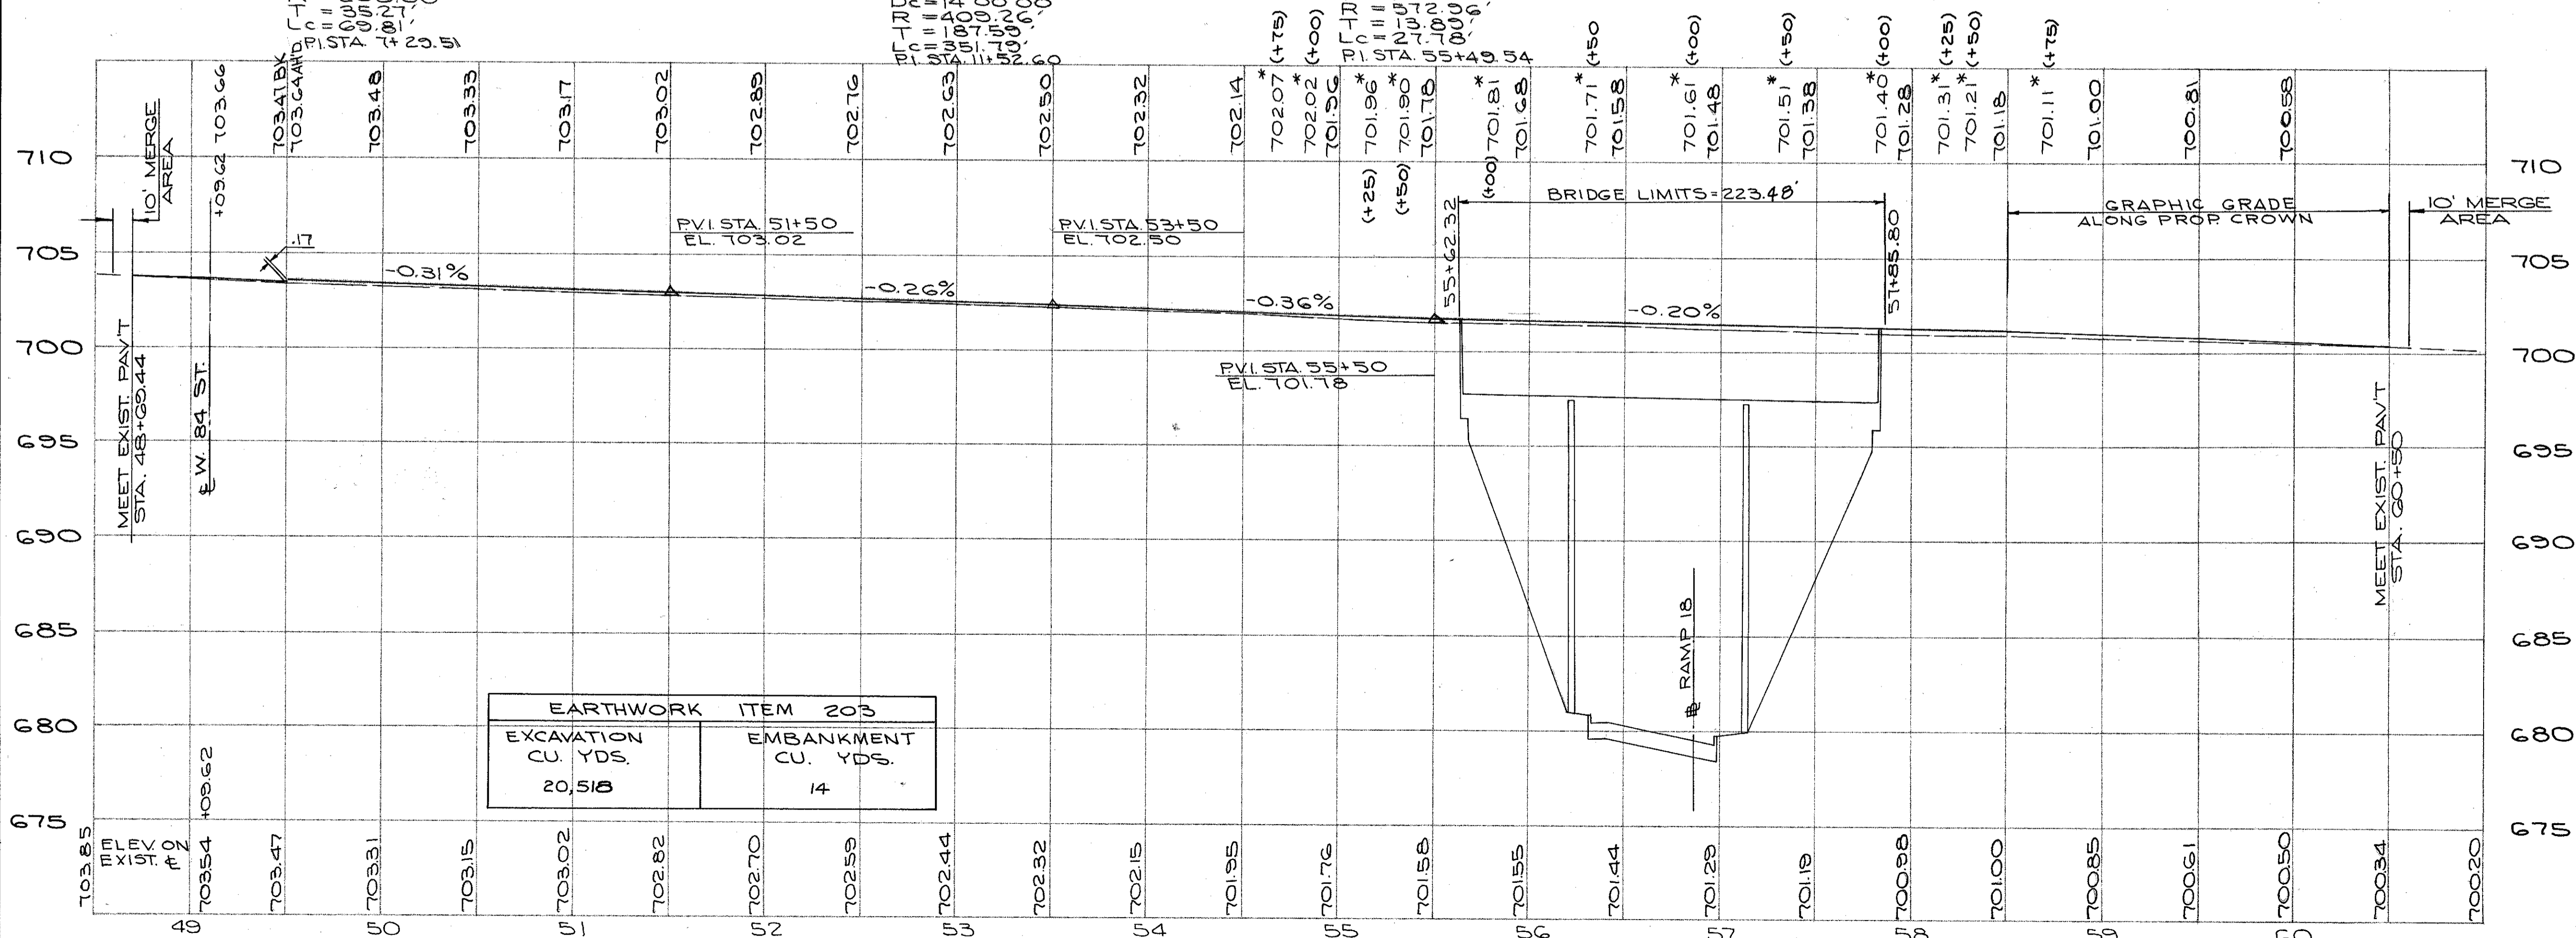 T = 35.27'
Lc = 69.81'
P.I. STA. 7+29.51
R = 409.26'
T = 187.59'
Lc = 351.79'
P.I. STA. 11+52.60
R = 572.96'
T = 13.89'
Lc = 27.78'
P.I. STA. 55+49.54
+09.62 703.66
703.47 BK
703.64 AHD
703.48
703.33
703.17
703.02
702.89
702.76
702.63
702.50
702.32
702.14
702.07 * (+75)
702.02 * (+00)
701.96
701.96 * (+25)
701.90 * (+50)
701.78
701.81 * (+00)
701.68
701.71 * (+50
701.58
701.61 * (+00)
701.48
701.51 * (+50)
701.38
701.40 * (+00)
701.28
701.31 * (+25)
701.21 * (+50)
701.18
701.11 * (+75)
701.00
700.81
700.58
710
705
700
695
690
685
680
675
10' MERGE
AREA
MEET EXIST. PAV'T
STA. 48+69.44
℄ W. 84 ST.
.17
-0.31%
P.V.I. STA. 51+50
EL. 703.02
-0.26%
P.V.I. STA. 53+50
EL. 702.50
-0.36%
P.V.I. STA. 55+50
EL. 701.78
55+62.32
BRIDGE LIMITS = 223.48'
57+85.80
-0.20%
℄ RAMP 18
GRAPHIC GRADE
ALONG PROP. CROWN
10' MERGE
AREA
MEET EXIST. PAV'T
STA. 60+50
710
705
700
695
690
685
680
675
EARTHWORK ITEM 203
EXCAVATION
CU. YDS.
20,518
EMBANKMENT
CU. YDS.
14
ELEV. ON
EXIST. ℄
703.85
703.54 +09.62
703.47
703.31
703.15
703.02
702.82
702.70
702.59
702.44
702.32
702.15
701.95
701.76
701.58
701.55
701.44
701.29
701.19
700.98
701.00
700.85
700.61
700.50
700.34
700.20
49
50
51
52
53
54
55
56
57
58
59